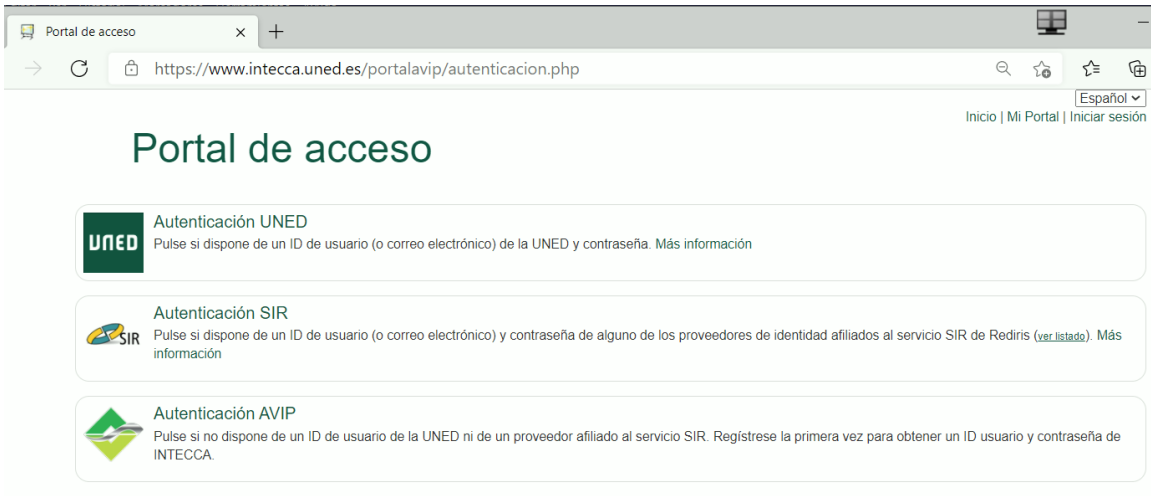 Portal de acceso
https://www.intecca.uned.es/portalavip/autenticacion.php
Español
Inicio | Mi Portal | Iniciar sesión
Portal de acceso
UNED
Autenticación UNED
Pulse si dispone de un ID de usuario (o correo electrónico) de la UNED y contraseña. Más información
SIR
Autenticación SIR
Pulse si dispone de un ID de usuario (o correo electrónico) y contraseña de alguno de los proveedores de identidad afiliados al servicio SIR de Rediris (ver listado). Más
información
Autenticación AVIP
Pulse si no dispone de un ID de usuario de la UNED ni de un proveedor afiliado al servicio SIR. Regístrese la primera vez para obtener un ID usuario y contraseña de
INTECCA.